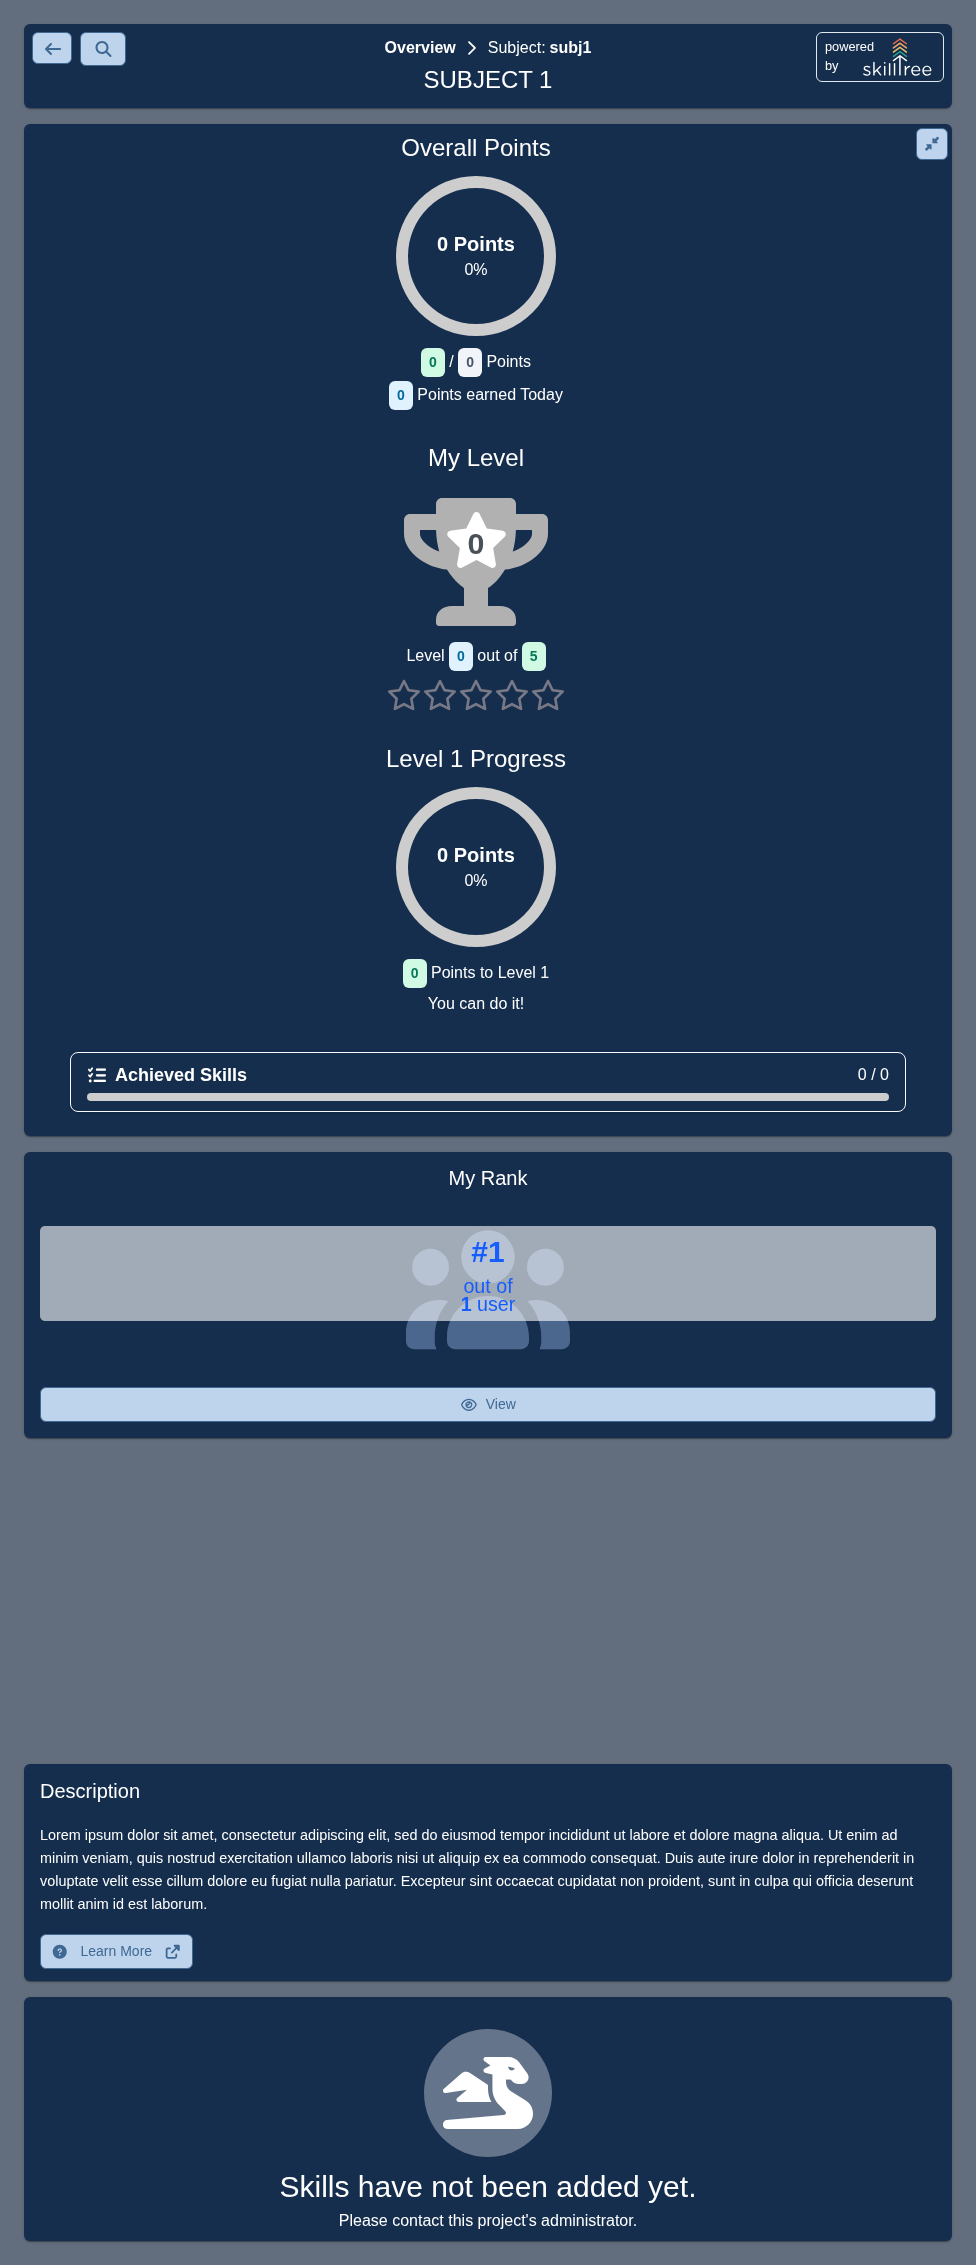 Overview > Subject: subj1
SUBJECT 1
powered
by
skilltree
Overall Points
0 Points
0%
0 / 0 Points
0 Points earned Today
My Level
0
Level 0 out of 5
Level 1 Progress
0 Points
0%
0 Points to Level 1
You can do it!
Achieved Skills 0 / 0
My Rank
#1
out of
1 user
View
Description
Lorem ipsum dolor sit amet, consectetur adipiscing elit, sed do eiusmod tempor incididunt ut labore et dolore magna aliqua. Ut enim ad
minim veniam, quis nostrud exercitation ullamco laboris nisi ut aliquip ex ea commodo consequat. Duis aute irure dolor in reprehenderit in
voluptate velit esse cillum dolore eu fugiat nulla pariatur. Excepteur sint occaecat cupidatat non proident, sunt in culpa qui officia deserunt
mollit anim id est laborum.
Learn More
Skills have not been added yet.
Please contact this project's administrator.